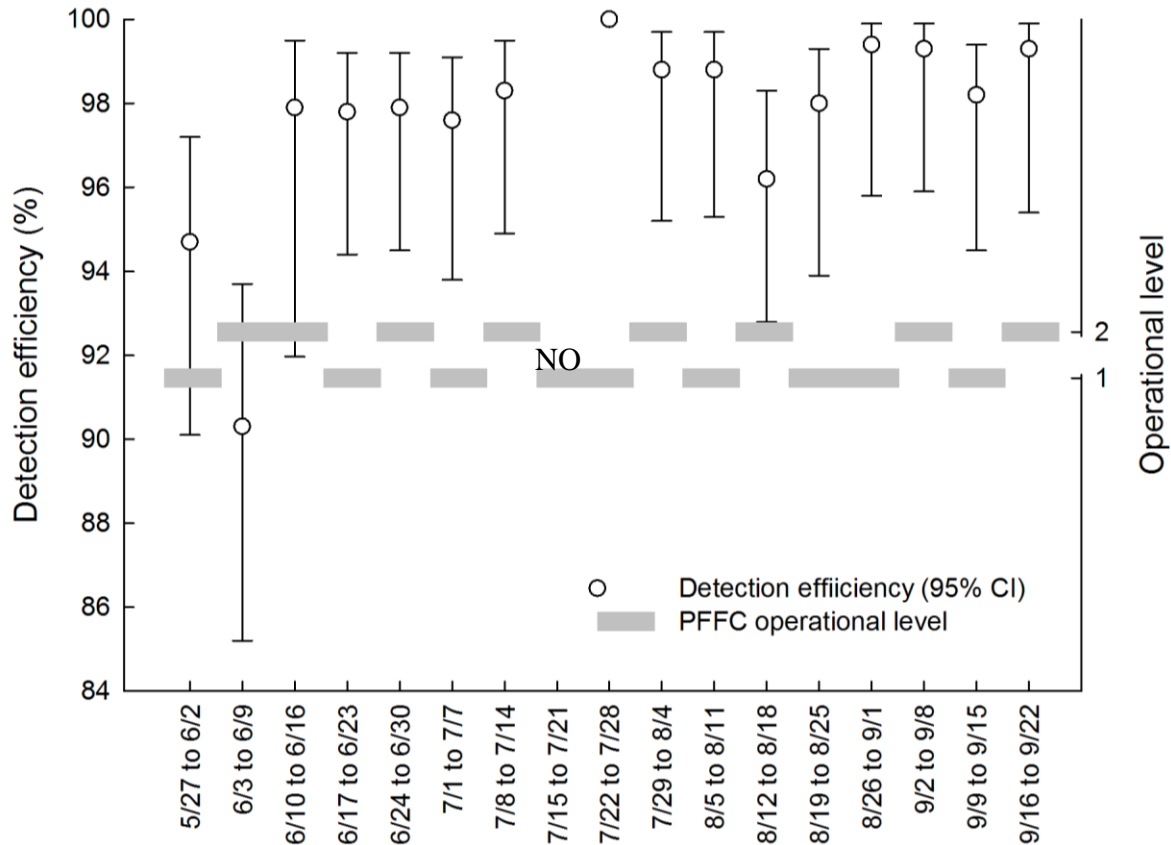 Detection efficiency (%)
100
98
96
94
92
90
88
86
84
NO
2
1
Operational level
Detection effiiciency (95% CI)
PFFC operational level
5/27 to 6/2
6/3 to 6/9
6/10 to 6/16
6/17 to 6/23
6/24 to 6/30
7/1 to 7/7
7/8 to 7/14
7/15 to 7/21
7/22 to 7/28
7/29 to 8/4
8/5 to 8/11
8/12 to 8/18
8/19 to 8/25
8/26 to 9/1
9/2 to 9/8
9/9 to 9/15
9/16 to 9/22